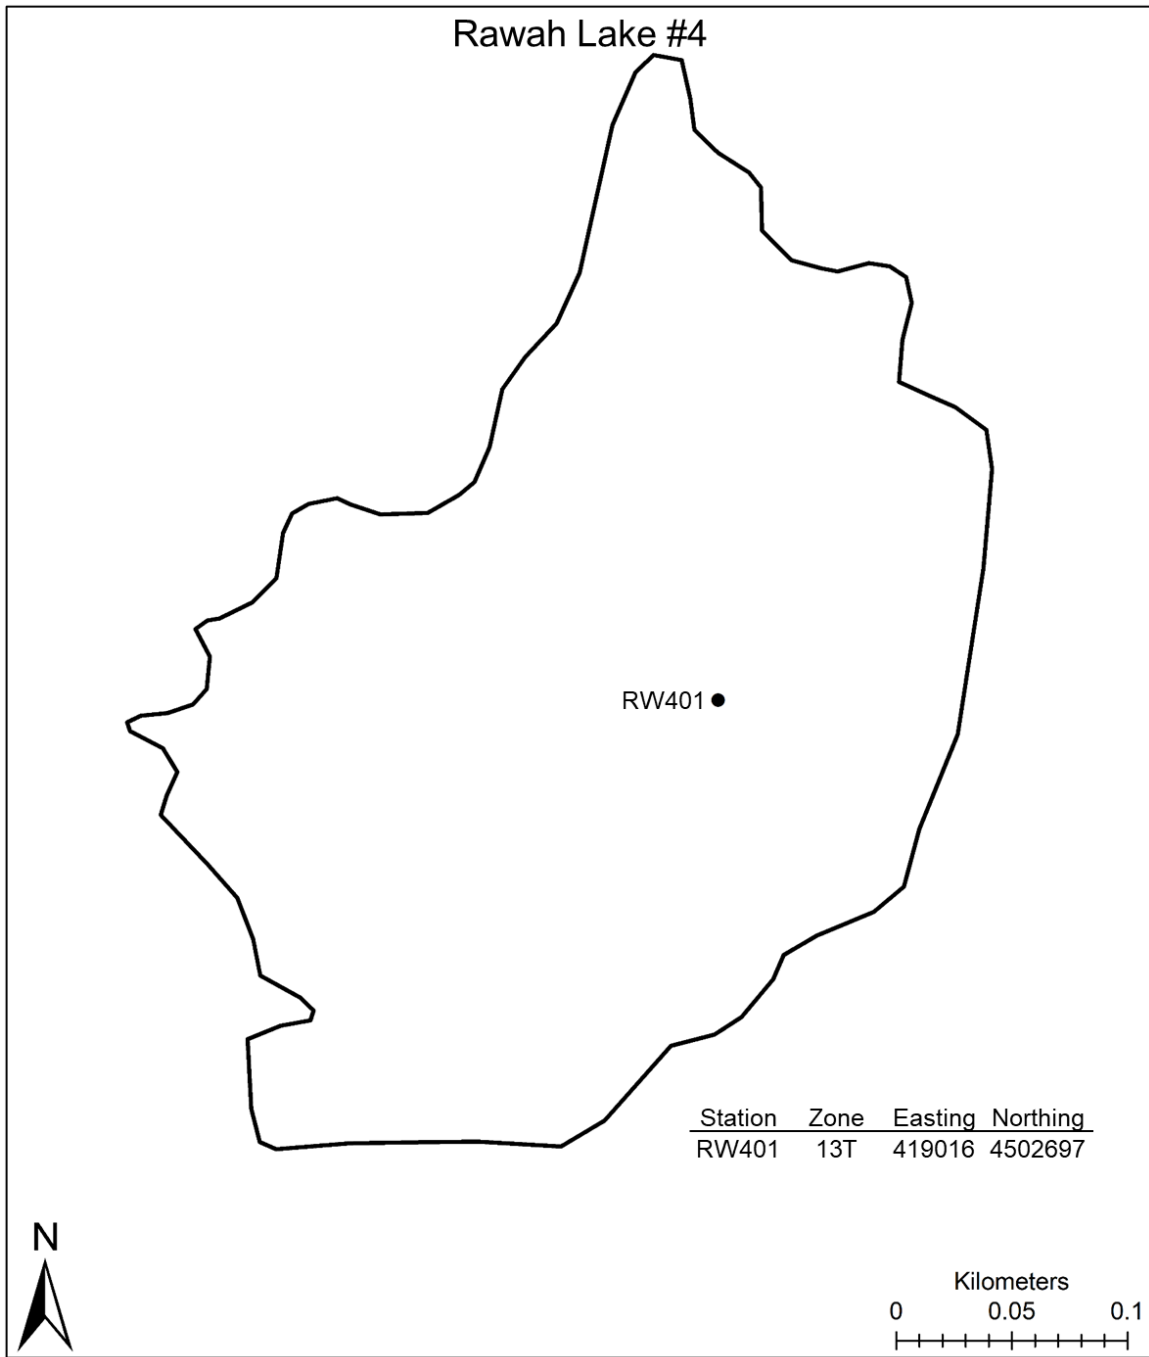 Rawah Lake #4
RW401
Station Zone Easting Northing
RW401 13T 419016 4502697
N
Kilometers
0 0.05 0.1